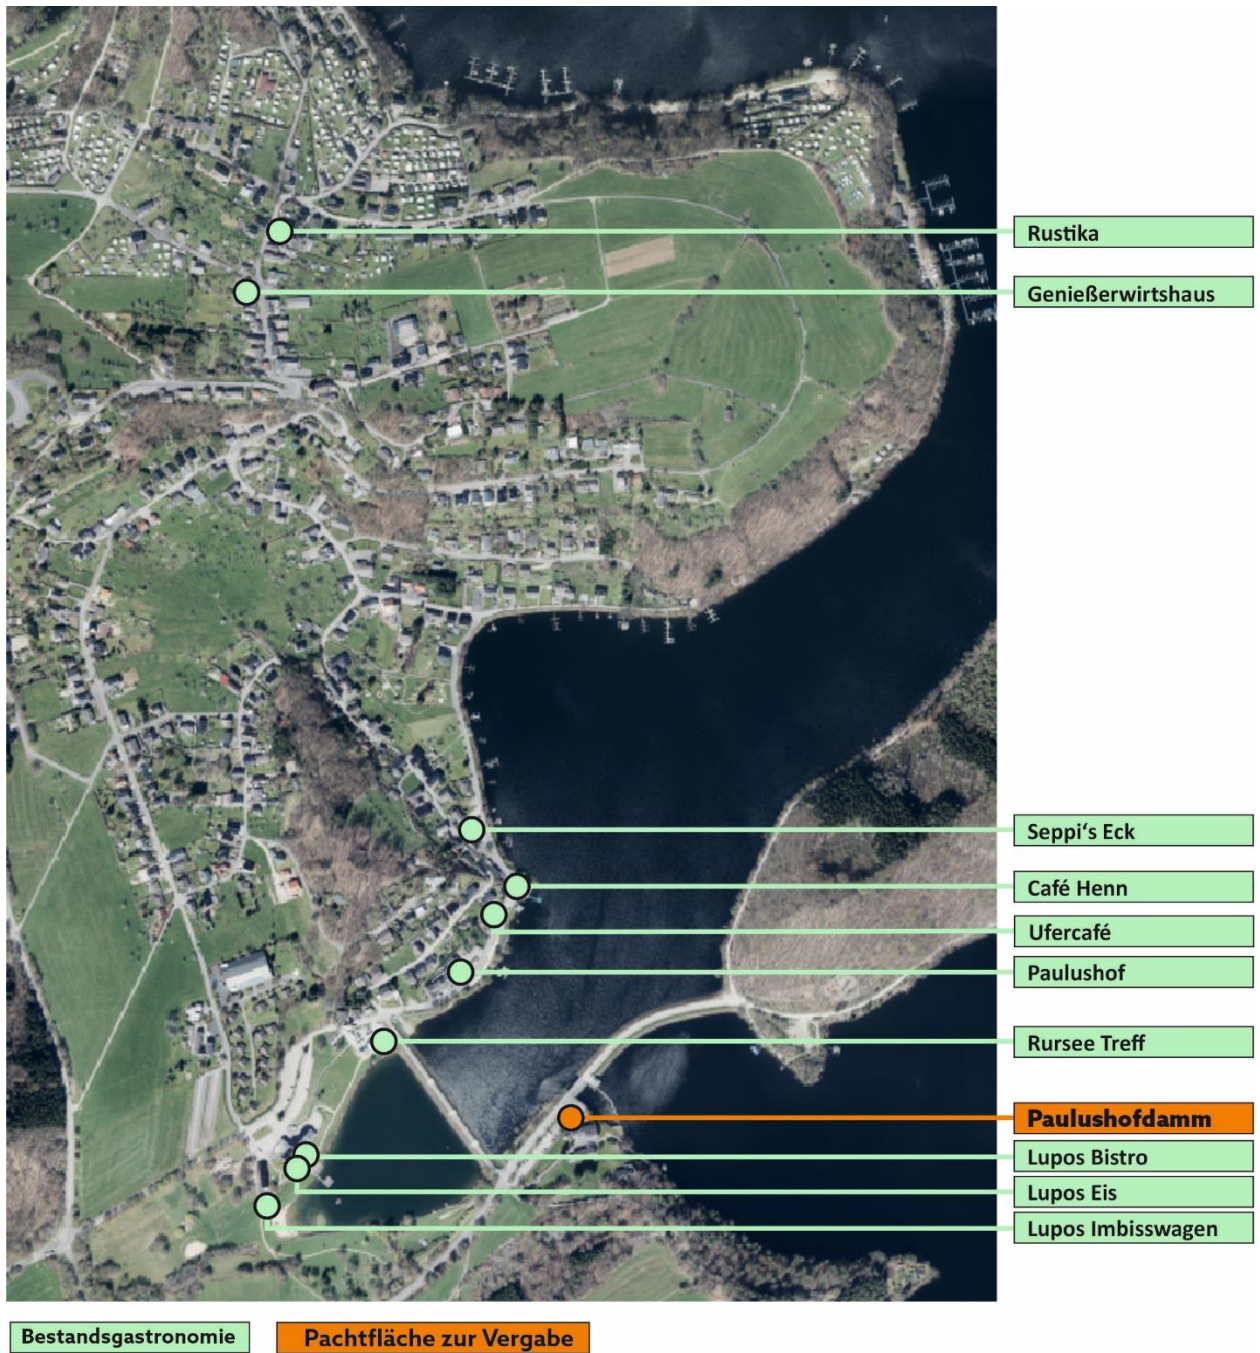 Rustika
Genießerwirtshaus
Seppi‘s Eck
Café Henn
Ufercafé
Paulushof
Rursee Treff
Paulushofdamm
Lupos Bistro
Lupos Eis
Lupos Imbisswagen
Bestandsgastronomie
Pachtfläche zur Vergabe